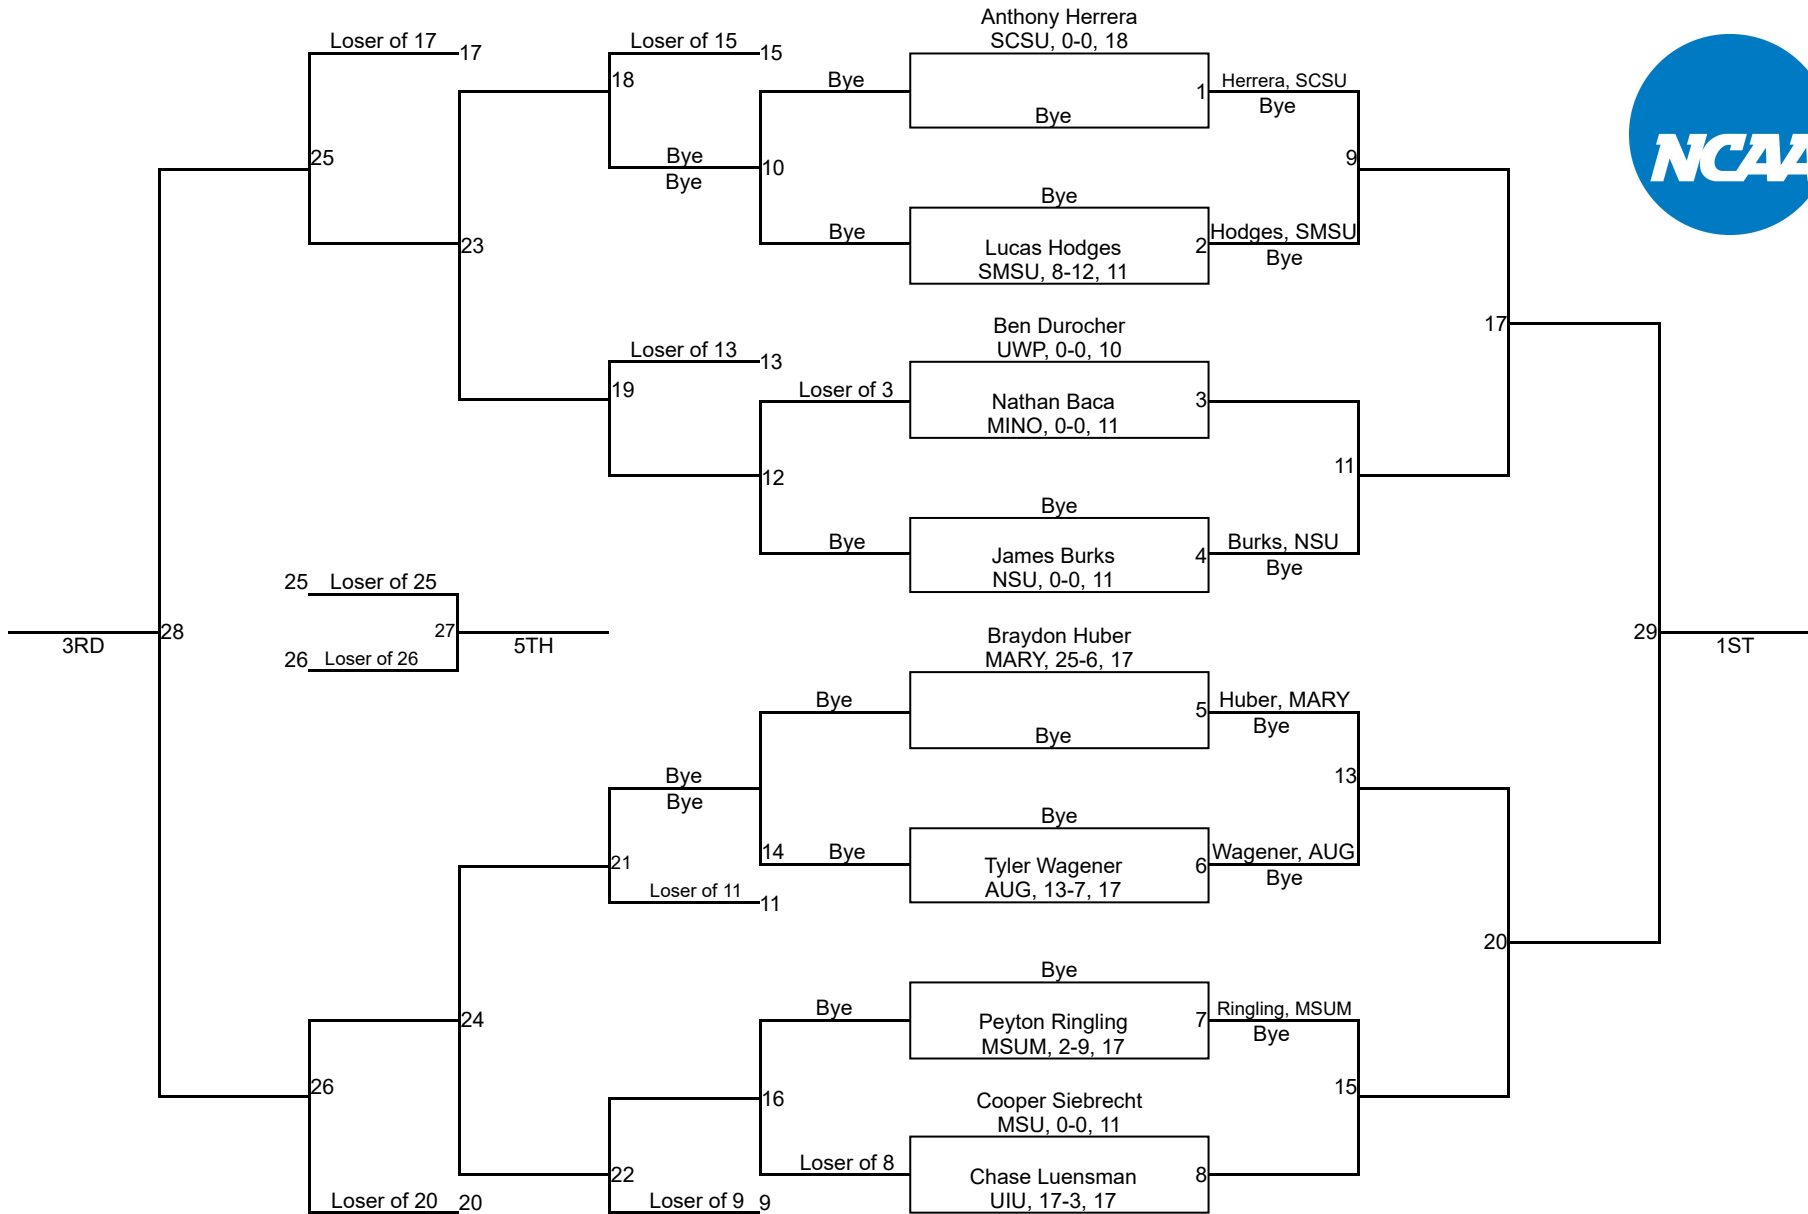 Anthony Herrera
SCSU, 0-0, 18
Loser of 17
17
Loser of 15
15
18
Bye
1
Herrera, SCSU
Bye
Bye
NCAA
25
Bye
Bye
10
9
Bye
23
Bye
Lucas Hodges
SMSU, 8-12, 11
2
Hodges, SMSU
Bye
Ben Durocher
UWP, 0-0, 10
17
Loser of 13
13
19
Loser of 3
Nathan Baca
MINO, 0-0, 11
3
12
11
Bye
Bye
James Burks
NSU, 0-0, 11
4
Burks, NSU
Bye
25
Loser of 25
3RD
28
27
5TH
26
Loser of 26
Braydon Huber
MARY, 25-6, 17
29
1ST
Bye
5
Huber, MARY
Bye
Bye
Bye
Bye
13
Bye
21
14
Bye
Tyler Wagener
AUG, 13-7, 17
6
Wagener, AUG
Bye
Loser of 11
11
20
Bye
24
Bye
Peyton Ringling
MSUM, 2-9, 17
7
Ringling, MSUM
Bye
26
16
15
Cooper Siebrecht
MSU, 0-0, 11
22
Loser of 8
Chase Luensman
UIU, 17-3, 17
8
Loser of 20
20
Loser of 9
9